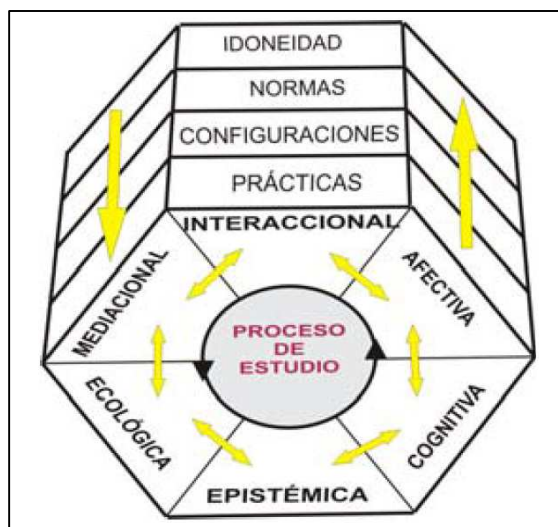 IDONEIDAD
NORMAS
CONFIGURACIONES
PRÁCTICAS
INTERACCIONAL
MEDIACIONAL
AFECTIVA
PROCESO
DE
ESTUDIO
ECOLÓGICA
COGNITIVA
EPISTÉMICA